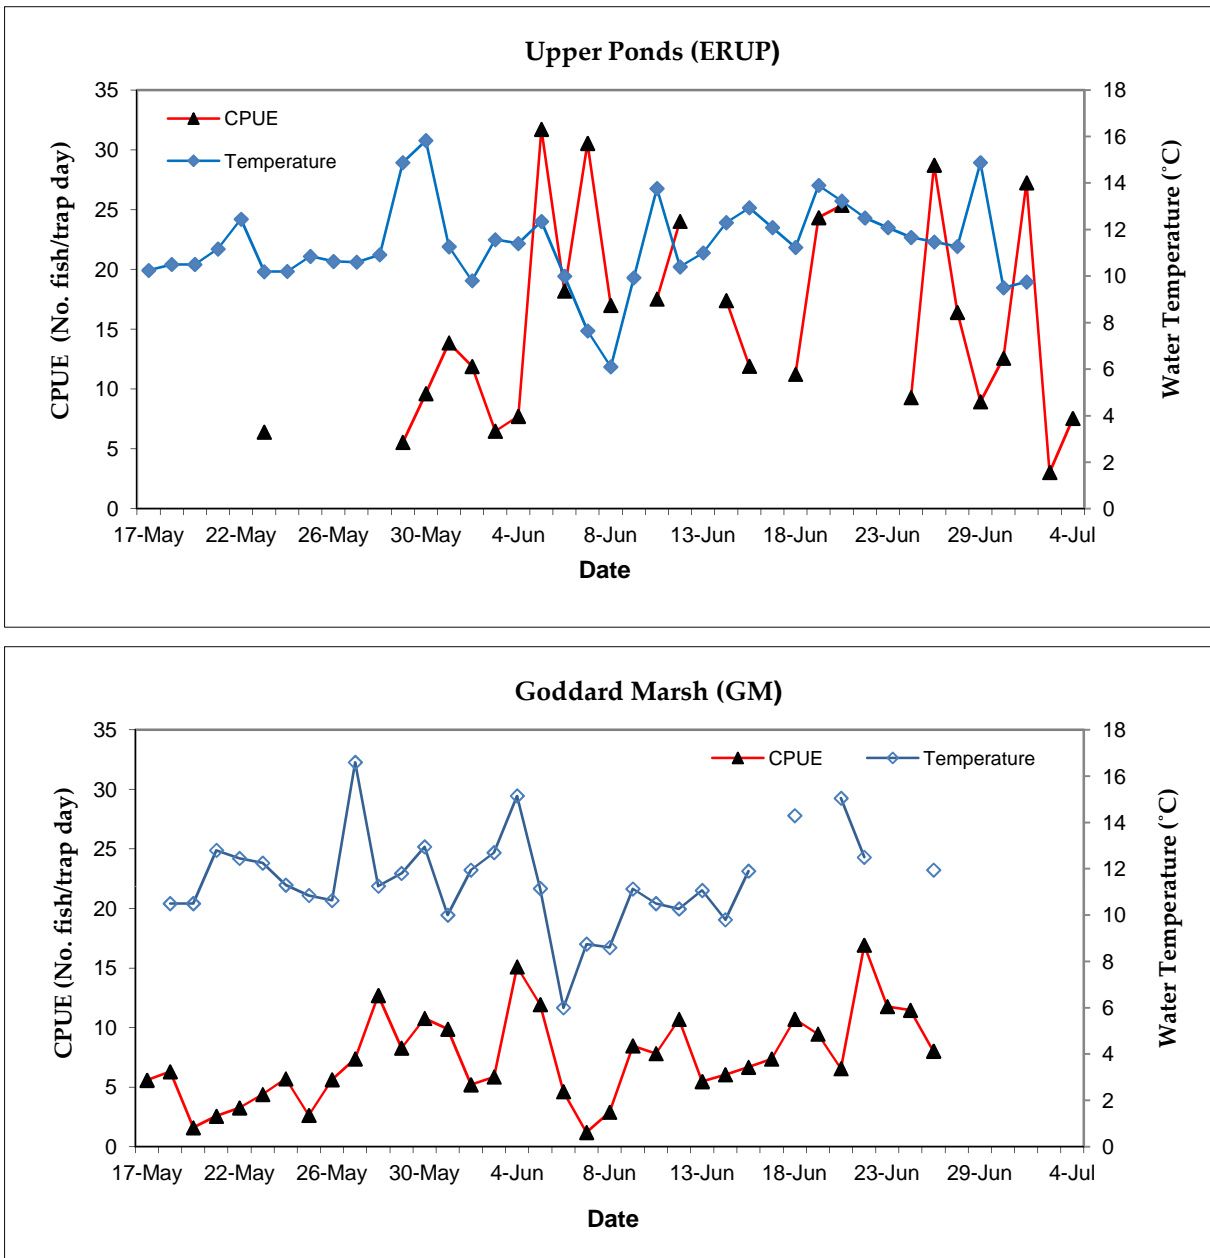 Upper Ponds (ERUP)
CPUE
Temperature
35
30
25
20
15
10
5
0
18
16
14
12
10
8
6
4
2
0
CPUE (No. fish/trap day)
Water Temperature (˚C)
17-May 22-May 26-May 30-May 4-Jun 8-Jun 13-Jun 18-Jun 23-Jun 29-Jun 4-Jul
Date
Goddard Marsh (GM)
CPUE Temperature
35
30
25
20
15
10
5
0
18
16
14
12
10
8
6
4
2
0
CPUE (No. fish/trap day)
Water Temperature (˚C)
17-May 22-May 26-May 30-May 4-Jun 8-Jun 13-Jun 18-Jun 23-Jun 29-Jun 4-Jul
Date